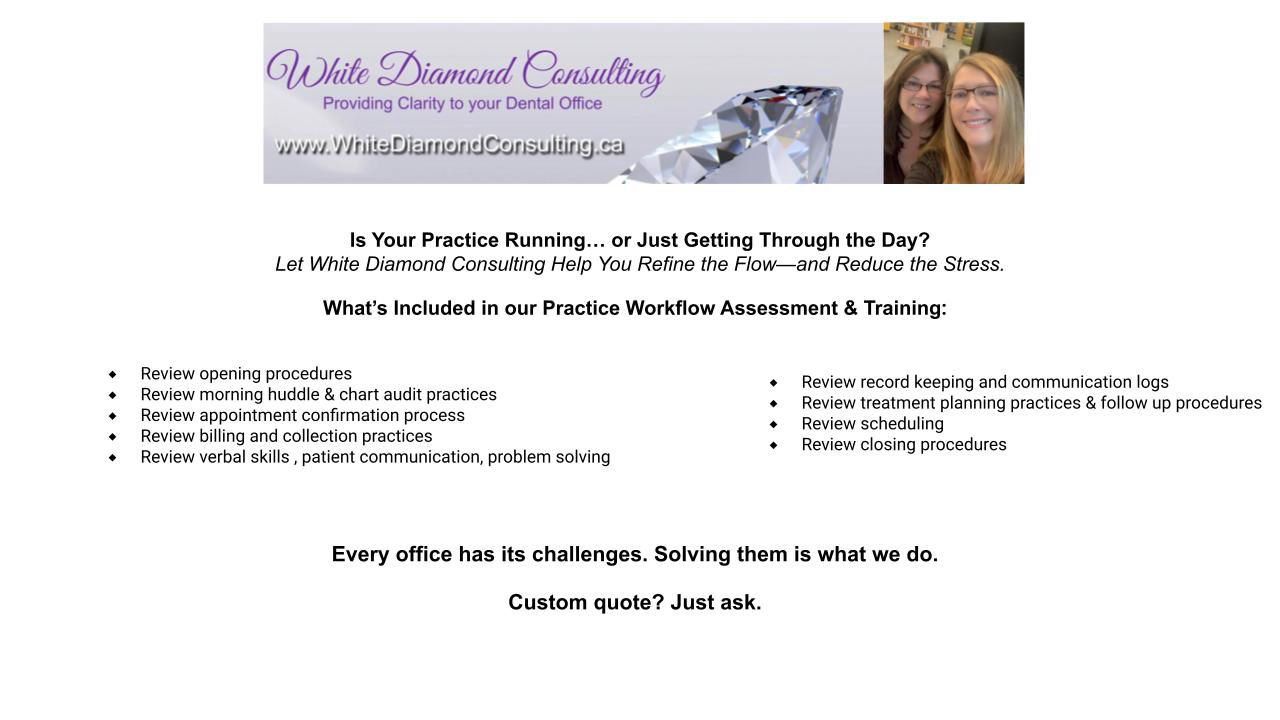 White Diamond Consulting
Providing Clarity to your Dental Office
www.WhiteDiamondConsulting.ca
Is Your Practice Running… or Just Getting Through the Day?
Let White Diamond Consulting Help You Refine the Flow—and Reduce the Stress.
What’s Included in our Practice Workflow Assessment & Training:
Review opening procedures
Review morning huddle & chart audit practices
Review appointment confirmation process
Review billing and collection practices
Review verbal skills , patient communication, problem solving
Review record keeping and communication logs
Review treatment planning practices & follow up procedures
Review scheduling
Review closing procedures
Every office has its challenges. Solving them is what we do.
Custom quote? Just ask.